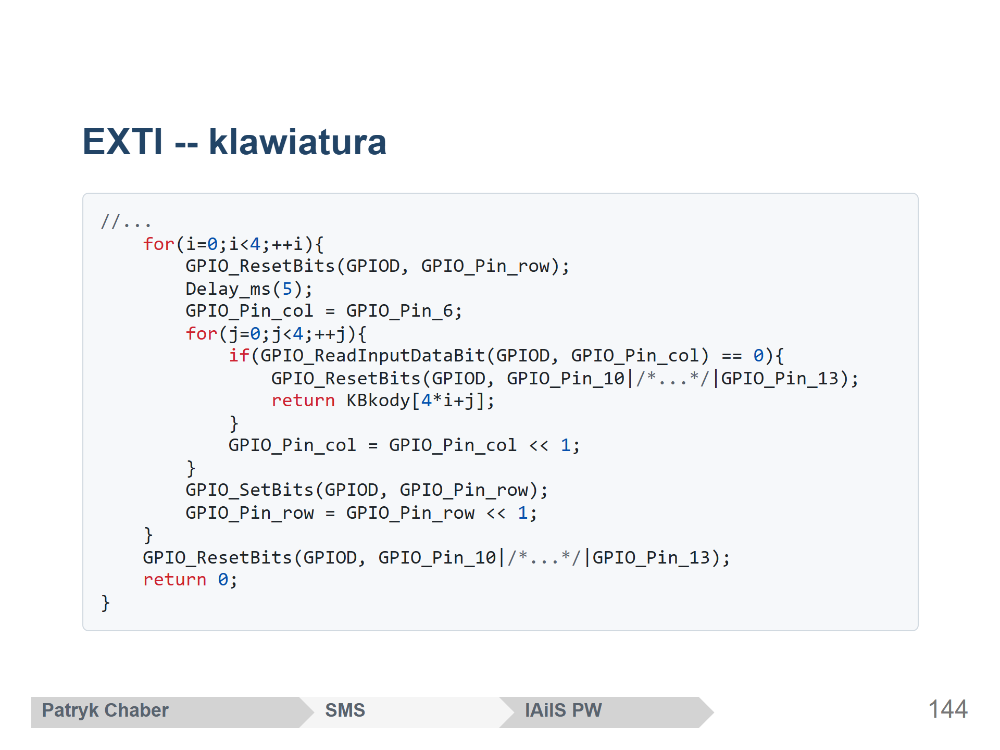 EXTI -- klawiatura
//...
    for(i=0;i<4;++i){
        GPIO_ResetBits(GPIOD, GPIO_Pin_row);
        Delay_ms(5);
        GPIO_Pin_col = GPIO_Pin_6;
        for(j=0;j<4;++j){
            if(GPIO_ReadInputDataBit(GPIOD, GPIO_Pin_col) == 0){
                GPIO_ResetBits(GPIOD, GPIO_Pin_10|/*...*/|GPIO_Pin_13);
                return KBkody[4*i+j];
            }
            GPIO_Pin_col = GPIO_Pin_col << 1;
        }
        GPIO_SetBits(GPIOD, GPIO_Pin_row);
        GPIO_Pin_row = GPIO_Pin_row << 1;
    }
    GPIO_ResetBits(GPIOD, GPIO_Pin_10|/*...*/|GPIO_Pin_13);
    return 0;
}
Patryk Chaber SMS IAiIS PW 144